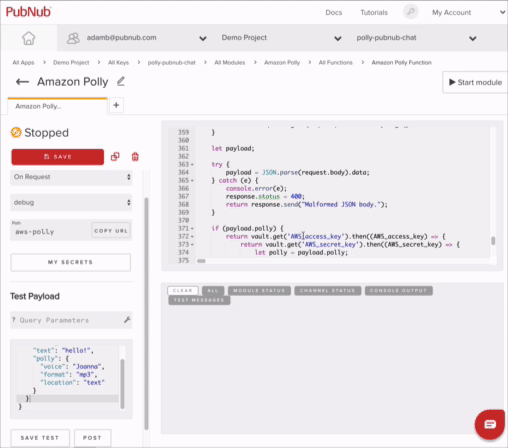 PubNub
Docs Tutorials My Account
adamb@pubnub.com Demo Project polly-pubnub-chat
All Apps > Demo Project > All Keys > polly-pubnub-chat > All Modules > Amazon Polly > All Functions > Amazon Polly Function
Amazon Polly
Start module
Amazon Polly...
+
Stopped
SAVE
On Request
debug
Path
aws-polly
COPY URL
MY SECRETS
Test Payload
? Query Parameters
"text": "hello!",
"polly": {
"voice": "Joanna",
"format": "mp3",
"location": "text"
}
}
}
SAVE TEST POST
359 }
360
361 let payload;
362
363 try {
364 payload = JSON.parse(request.body).data;
365 } catch (e) {
366 console.error(e);
367 response.status = 400;
368 return response.send("Malformed JSON body.");
369 }
370
371 if (payload.polly) {
372 return vault.get('AWS_access_key').then((AWS_access_key) => {
373 return vault.get('AWS_secret_key').then((AWS_secret_key) => {
374 let polly = payload.polly;
375
CLEAR ALL MODULE STATUS CHANNEL STATUS CONSOLE OUTPUT
TEST MESSAGES